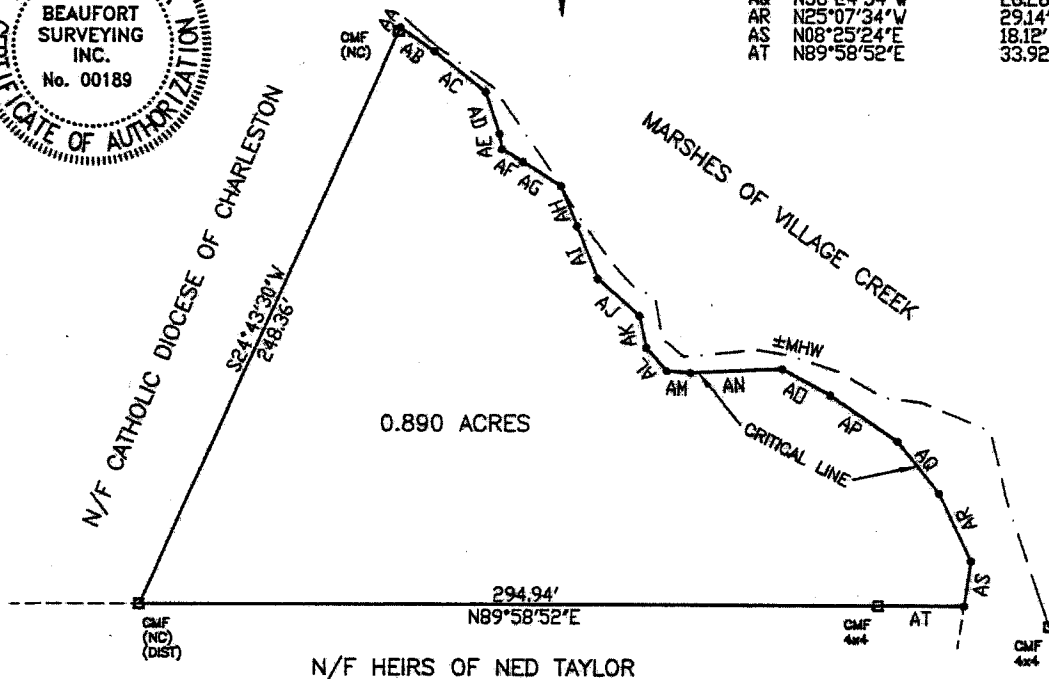 BEAUFORT
SURVEYING
INC.
No. 00189
OF AUTHORIZATION
AR N25°07'34"W 29.14'
AS N08°25'24"E 18.12'
AT N89°58'52"E 33.92
CMF
(NC)
AA
AB
AC
AD
AE
AF
AG
AH
AI
AJ
AK
AL
AM
AN
AO
AP
AQ
AR
AS
AT
MARSHES OF VILLAGE CREEK
N/F CATHOLIC DIOCESE OF CHARLESTON
S24°43'30"W
248.36'
±MHW
0.890 ACRES
CRITICAL LINE
294.94'
N89°58'52"E
CMF
(NC)
(DIST)
CMF
4x4
CMF
4x4
N/F HEIRS OF NED TAYLOR